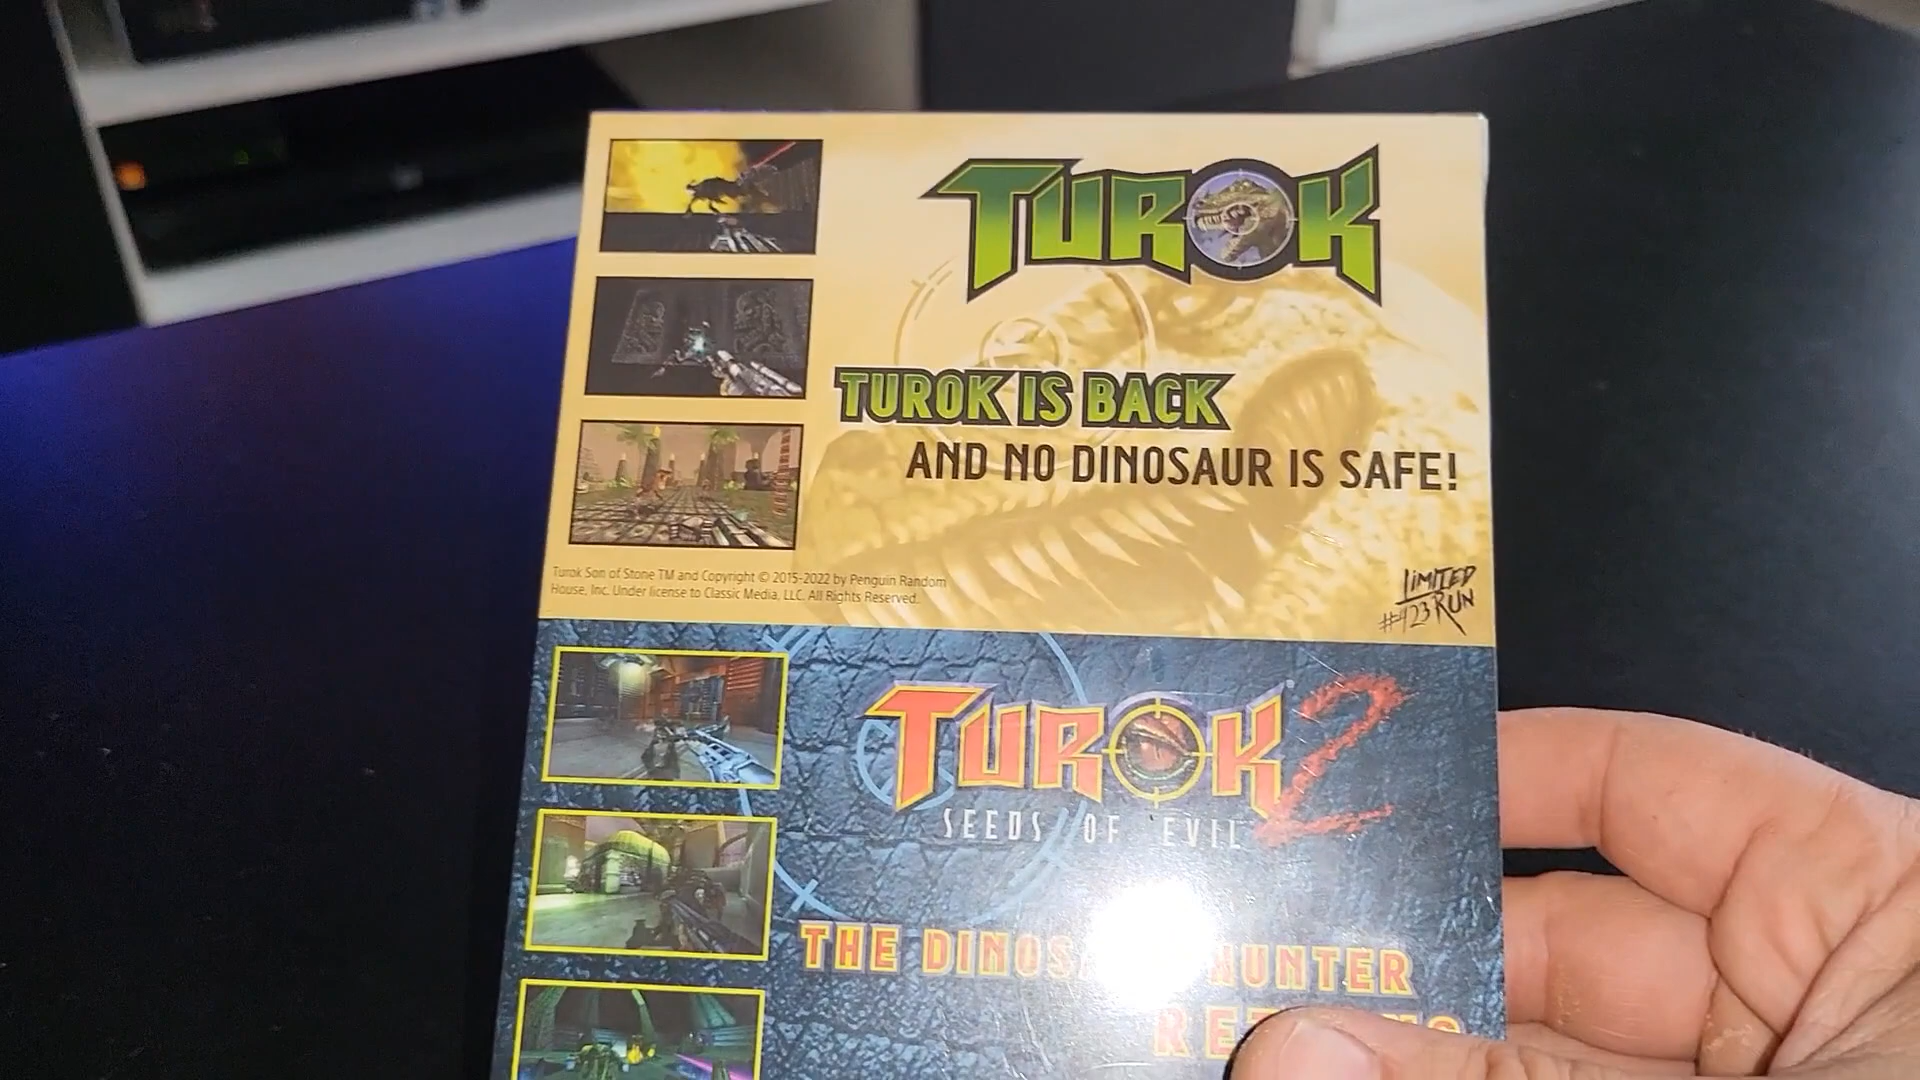 TUROK
TUROK IS BACK
AND NO DINOSAUR IS SAFE!
Turok Son of Stone TM and Copyright © 2015-2022 by Penguin Random
House, Inc. Under license to Classic Media, LLC. All Rights Reserved.
LIMITED
#423 RUN
TUROK 2
SEEDS OF EVIL
THE HUNTER